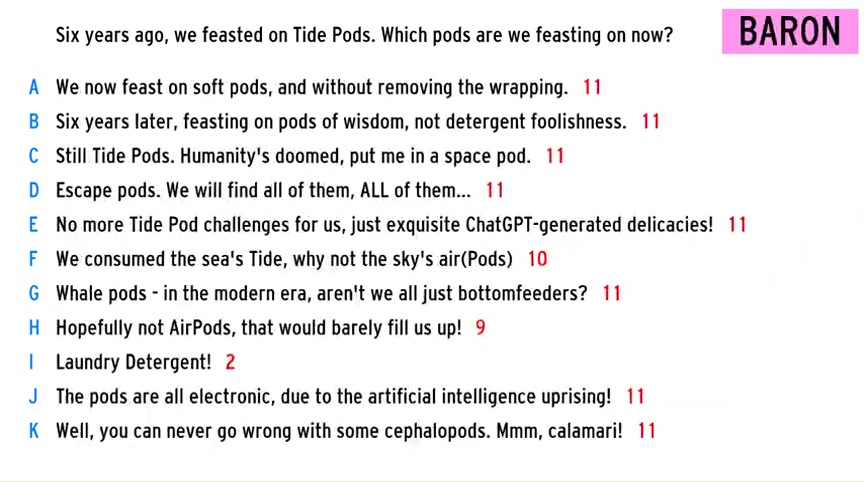 Six years ago, we feasted on Tide Pods. Which pods are we feasting on now?
BARON
A We now feast on soft pods, and without removing the wrapping. 11
B Six years later, feasting on pods of wisdom, not detergent foolishness. 11
C Still Tide Pods. Humanity's doomed, put me in a space pod. 11
D Escape pods. We will find all of them, ALL of them... 11
E No more Tide Pod challenges for us, just exquisite ChatGPT-generated delicacies! 11
F We consumed the sea's Tide, why not the sky's air(Pods) 10
G Whale pods - in the modern era, aren't we all just bottomfeeders? 11
H Hopefully not AirPods, that would barely fill us up! 9
I Laundry Detergent! 2
J The pods are all electronic, due to the artificial intelligence uprising! 11
K Well, you can never go wrong with some cephalopods. Mmm, calamari! 11